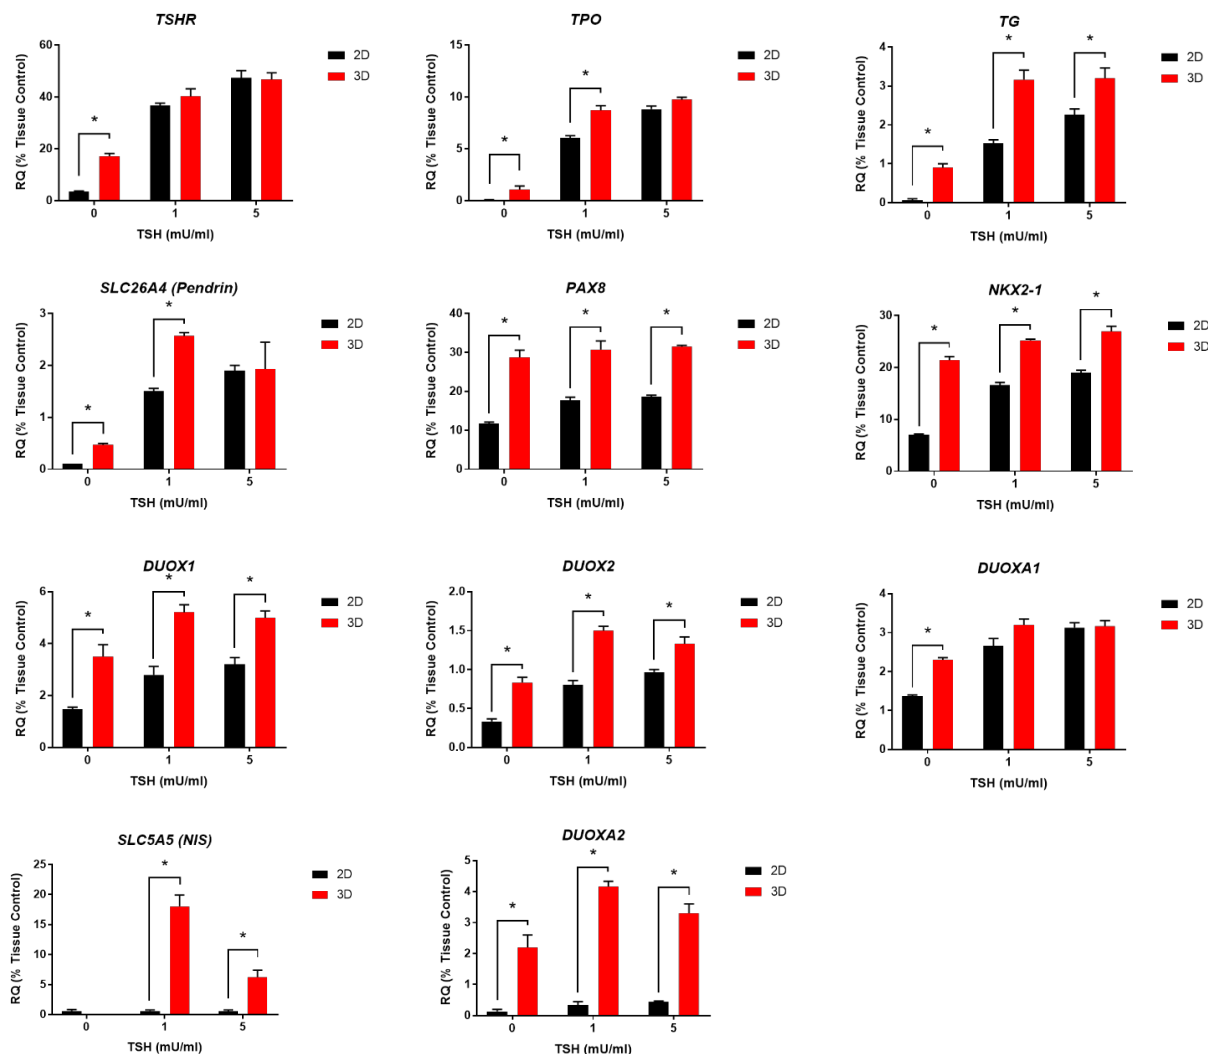 TSHR
RQ (% Tissue Control)
60
40
20
0
*
0 1 5
TSH (mU/ml)
2D
3D
TPO
RQ (% Tissue Control)
15
10
5
0
* *
0 1 5
TSH (mU/ml)
2D
3D
TG
RQ (% Tissue Control)
4
3
2
1
0
* * *
0 1 5
TSH (mU/ml)
2D
3D
SLC26A4 (Pendrin)
RQ (% Tissue Control)
3
2
1
0
* *
0 1 5
TSH (mU/ml)
2D
3D
PAX8
RQ (% Tissue Control)
40
30
20
10
0
* * *
0 1 5
TSH (mU/ml)
2D
3D
NKX2-1
RQ (% Tissue Control)
30
20
10
0
* * *
0 1 5
TSH (mU/ml)
2D
3D
DUOX1
RQ (% Tissue Control)
6
4
2
0
* * *
0 1 5
TSH (mU/ml)
2D
3D
DUOX2
RQ (% Tissue Control)
2.0
1.5
1.0
0.5
0.0
* * *
0 1 5
TSH (mU/ml)
2D
3D
DUOXA1
RQ (% Tissue Control)
4
3
2
1
0
*
0 1 5
TSH (mU/ml)
2D
3D
SLC5A5 (NIS)
RQ (% Tissue Control)
25
20
15
10
5
0
* *
0 1 5
TSH (mU/ml)
2D
3D
DUOXA2
RQ (% Tissue Control)
5
4
3
2
1
0
* * *
0 1 5
TSH (mU/ml)
2D
3D